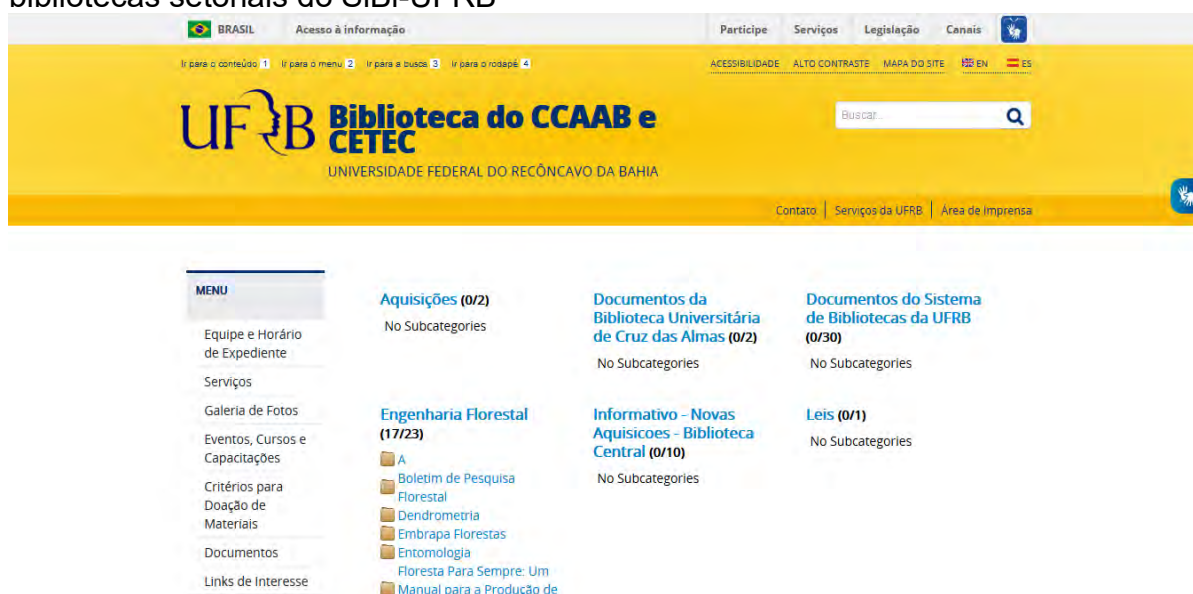 bibliotecas setoriais do SIBI-UFRB
BRASIL Acesso à informação Participe Serviços Legislação Canais
Ir para o conteúdo 1 Ir para o menu 2 Ir para a busca 3 Ir para o rodapé 4 ACESSIBILIDADE ALTO CONTRASTE MAPA DO SITE EN ES
UFRB
Biblioteca do CCAAB e
CETEC
UNIVERSIDADE FEDERAL DO RECÔNCAVO DA BAHIA
Buscar...
Contato | Serviços da UFRB | Área de Imprensa
MENU
Equipe e Horário
de Expediente
Serviços
Galeria de Fotos
Eventos, Cursos e
Capacitações
Critérios para
Doação de
Materiais
Documentos
Links de Interesse
Aquisições (0/2)
No Subcategories
Documentos da
Biblioteca Universitária
de Cruz das Almas (0/2)
No Subcategories
Documentos do Sistema
de Bibliotecas da UFRB
(0/30)
No Subcategories
Engenharia Florestal
(17/23)
A
Boletim de Pesquisa
Florestal
Dendrometria
Embrapa Florestas
Entomologia
Floresta Para Sempre: Um
Manual para a Produção de
Informativo - Novas
Aquisicoes - Biblioteca
Central (0/10)
No Subcategories
Leis (0/1)
No Subcategories